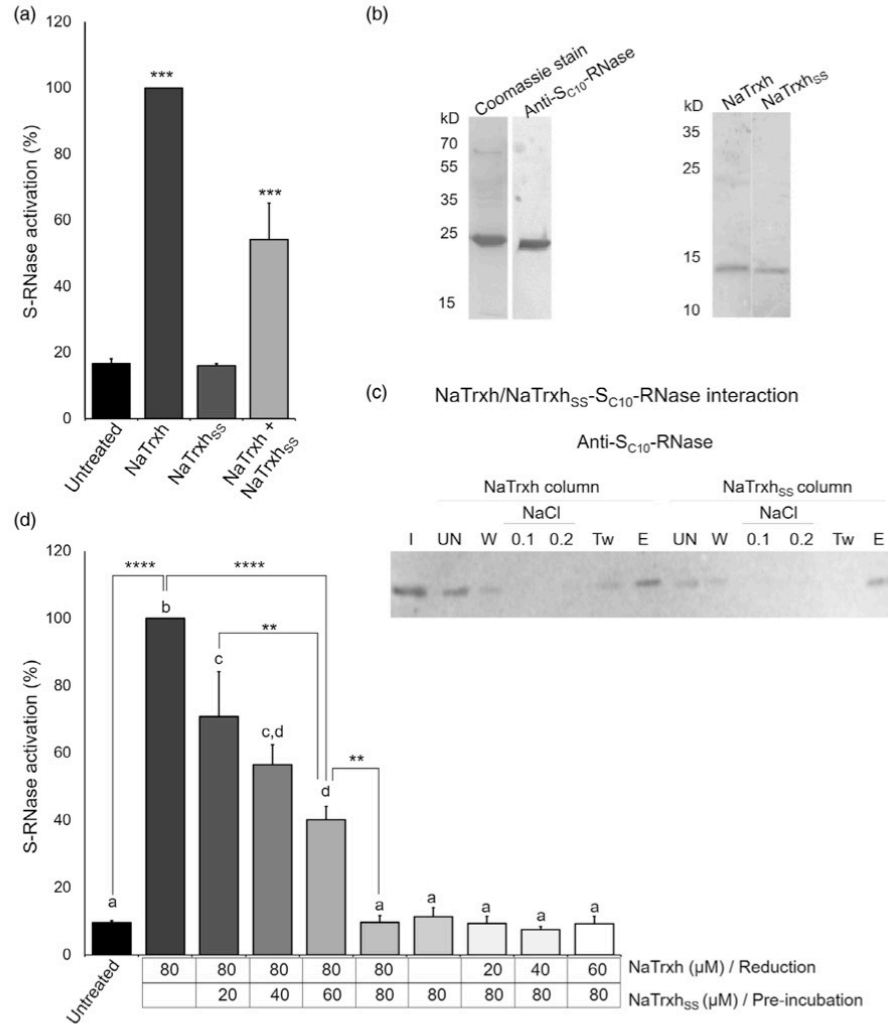 (a)
120
100
80
60
40
20
0
S-RNase activation (%)
***
***
Untreated
NaTrxh
NaTrxhSS
NaTrxh +
NaTrxhSS
(b)
Coomassie stain
Anti-SC10-RNase
kD
70
55
35
25
15
NaTrxh
NaTrxhSS
kD
35
25
15
10
(c)
NaTrxh/NaTrxhSS-SC10-RNase interaction
Anti-SC10-RNase
NaTrxh column NaTrxhSS column
NaCl NaCl
I UN W 0.1 0.2 Tw E UN W 0.1 0.2 Tw E
(d)
120
100
80
60
40
20
0
S-RNase activation (%)
**** ****
b
**
c
c,d
**
d
a a a a a a
Untreated
80 80 80 80 80 20 40 60 NaTrxh (µM) / Reduction
20 40 60 80 80 80 80 80 NaTrxhSS (µM) / Pre-incubation